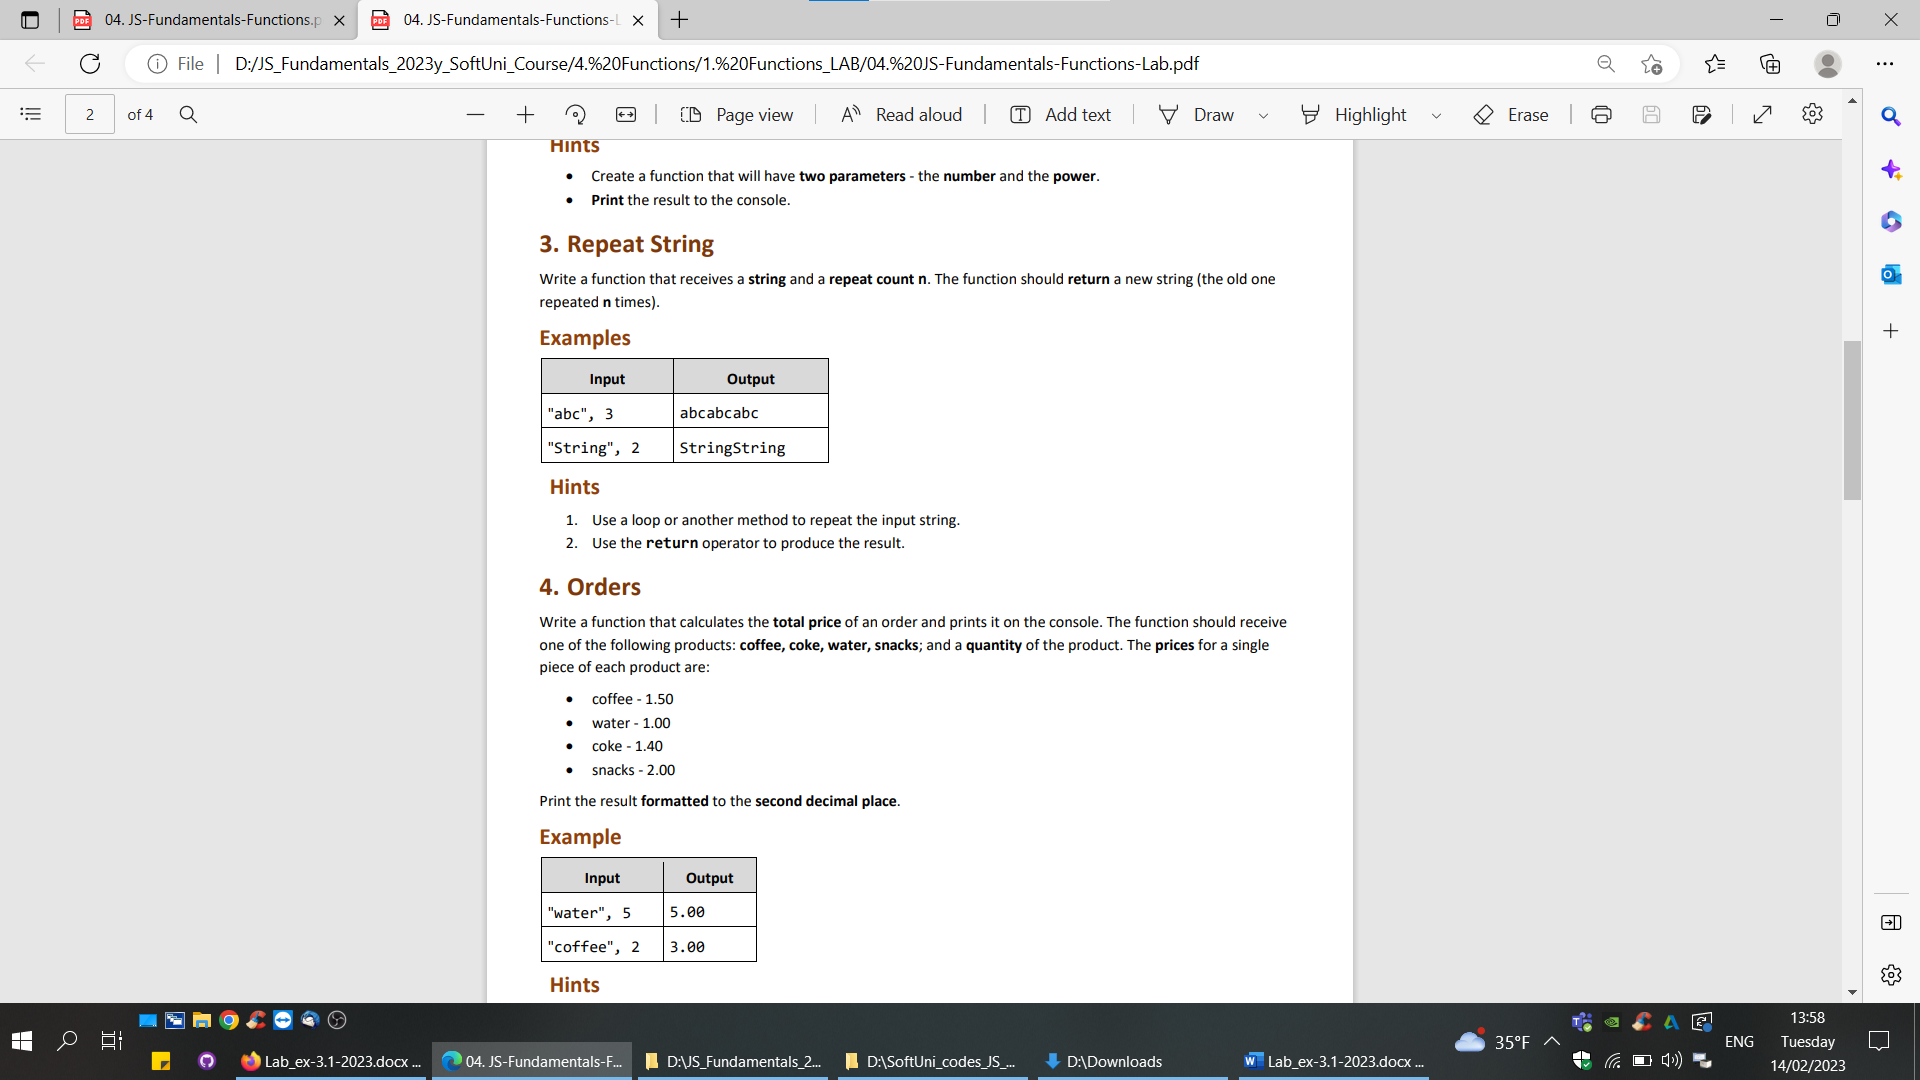 04. JS-Fundamentals-Functions.p
04. JS-Fundamentals-Functions-L
File
D:/JS_Fundamentals_2023y_SoftUni_Course/4.%20Functions/1.%20Functions_LAB/04.%20JS-Fundamentals-Functions-Lab.pdf
2 of 4
Page view
Read aloud
Add text
Draw
Highlight
Erase
Hints
• Create a function that will have two parameters - the number and the power.
• Print the result to the console.
3. Repeat String
Write a function that receives a string and a repeat count n. The function should return a new string (the old one
repeated n times).
Examples
Input Output
"abc", 3 abcabcabc
"String", 2 StringString
Hints
1. Use a loop or another method to repeat the input string.
2. Use the return operator to produce the result.
4. Orders
Write a function that calculates the total price of an order and prints it on the console. The function should receive
one of the following products: coffee, coke, water, snacks; and a quantity of the product. The prices for a single
piece of each product are:
• coffee - 1.50
• water - 1.00
• coke - 1.40
• snacks - 2.00
Print the result formatted to the second decimal place.
Example
Input Output
"water", 5 5.00
"coffee", 2 3.00
Hints
Lab_ex-3.1-2023.docx ...
04. JS-Fundamentals-F...
D:\JS_Fundamentals_2...
D:\SoftUni_codes_JS_...
D:\Downloads
Lab_ex-3.1-2023.docx ...
35°F
ENG
13:58
Tuesday
14/02/2023